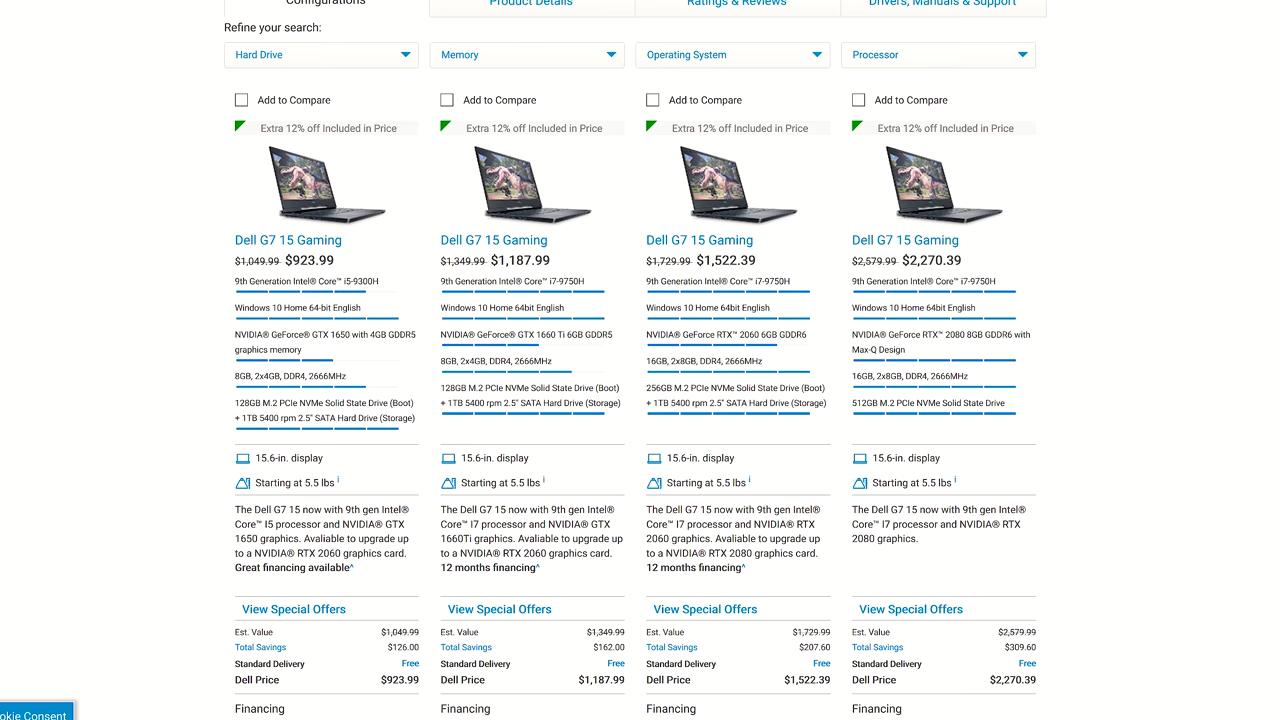 Configurations
Product Details
Ratings & Reviews
Drivers, Manuals & Support
Refine your search:
Hard Drive
Memory
Operating System
Processor
Add to Compare
Add to Compare
Add to Compare
Add to Compare
Extra 12% off Included in Price
Extra 12% off Included in Price
Extra 12% off Included in Price
Extra 12% off Included in Price
Dell G7 15 Gaming
$1,049.99 $923.99
9th Generation Intel® Core™ i5-9300H
Windows 10 Home 64-bit English
NVIDIA® GeForce® GTX 1650 with 4GB GDDR5
graphics memory
8GB, 2x4GB, DDR4, 2666MHz
128GB M.2 PCIe NVMe Solid State Drive (Boot)
+ 1TB 5400 rpm 2.5" SATA Hard Drive (Storage)
15.6-in. display
Starting at 5.5 lbs i
The Dell G7 15 now with 9th gen Intel®
Core™ I5 processor and NVIDIA® GTX
1650 graphics. Avaliable to upgrade up
to a NVIDIA® RTX 2060 graphics card.
Great financing available^
View Special Offers
Est. Value $1,049.99
Total Savings $126.00
Standard Delivery Free
Dell Price $923.99
Financing
Dell G7 15 Gaming
$1,349.99 $1,187.99
9th Generation Intel® Core™ i7-9750H
Windows 10 Home 64bit English
NVIDIA® GeForce® GTX 1660 Ti 6GB GDDR5
8GB, 2x4GB, DDR4, 2666MHz
128GB M.2 PCIe NVMe Solid State Drive (Boot)
+ 1TB 5400 rpm 2.5" SATA Hard Drive (Storage)
15.6-in. display
Starting at 5.5 lbs i
The Dell G7 15 now with 9th gen Intel®
Core™ I7 processor and NVIDIA® GTX
1660Ti graphics. Avaliable to upgrade up
to a NVIDIA® RTX 2060 graphics card.
12 months financing^
View Special Offers
Est. Value $1,349.99
Total Savings $162.00
Standard Delivery Free
Dell Price $1,187.99
Financing
Dell G7 15 Gaming
$1,729.99 $1,522.39
9th Generation Intel® Core™ i7-9750H
Windows 10 Home 64bit English
NVIDIA® GeForce RTX™ 2060 6GB GDDR6
16GB, 2x8GB, DDR4, 2666MHz
256GB M.2 PCIe NVMe Solid State Drive (Boot)
+ 1TB 5400 rpm 2.5" SATA Hard Drive (Storage)
15.6-in. display
Starting at 5.5 lbs i
The Dell G7 15 now with 9th gen Intel®
Core™ I7 processor and NVIDIA® RTX
2060 graphics. Avaliable to upgrade up
to a NVIDIA® RTX 2080 graphics card.
12 months financing^
View Special Offers
Est. Value $1,729.99
Total Savings $207.60
Standard Delivery Free
Dell Price $1,522.39
Financing
Dell G7 15 Gaming
$2,579.99 $2,270.39
9th Generation Intel® Core™ i7-9750H
Windows 10 Home 64bit English
NVIDIA® GeForce RTX™ 2080 8GB GDDR6 with
Max-Q Design
16GB, 2x8GB, DDR4, 2666MHz
512GB M.2 PCIe NVMe Solid State Drive
15.6-in. display
Starting at 5.5 lbs i
The Dell G7 15 now with 9th gen Intel®
Core™ I7 processor and NVIDIA® RTX
2080 graphics.
View Special Offers
Est. Value $2,579.99
Total Savings $309.60
Standard Delivery Free
Dell Price $2,270.39
Financing
okie Consent